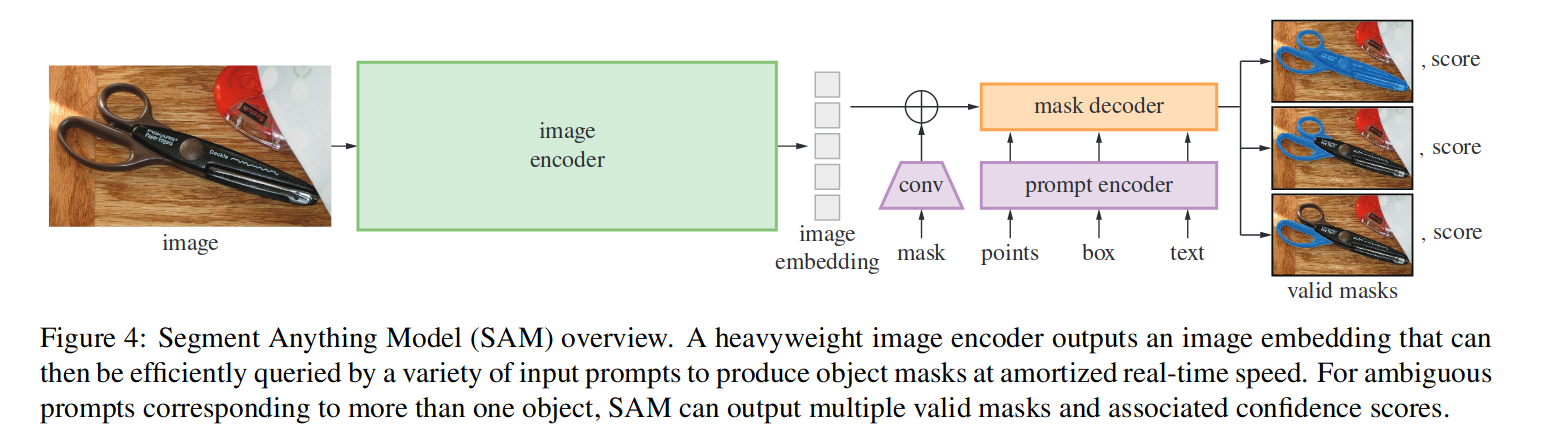 image
image
encoder
image
embedding
conv
mask
mask decoder
prompt encoder
points
box
text
, score
, score
, score
valid masks
Figure 4: Segment Anything Model (SAM) overview. A heavyweight image encoder outputs an image embedding that can
then be efficiently queried by a variety of input prompts to produce object masks at amortized real-time speed. For ambiguous
prompts corresponding to more than one object, SAM can output multiple valid masks and associated confidence scores.